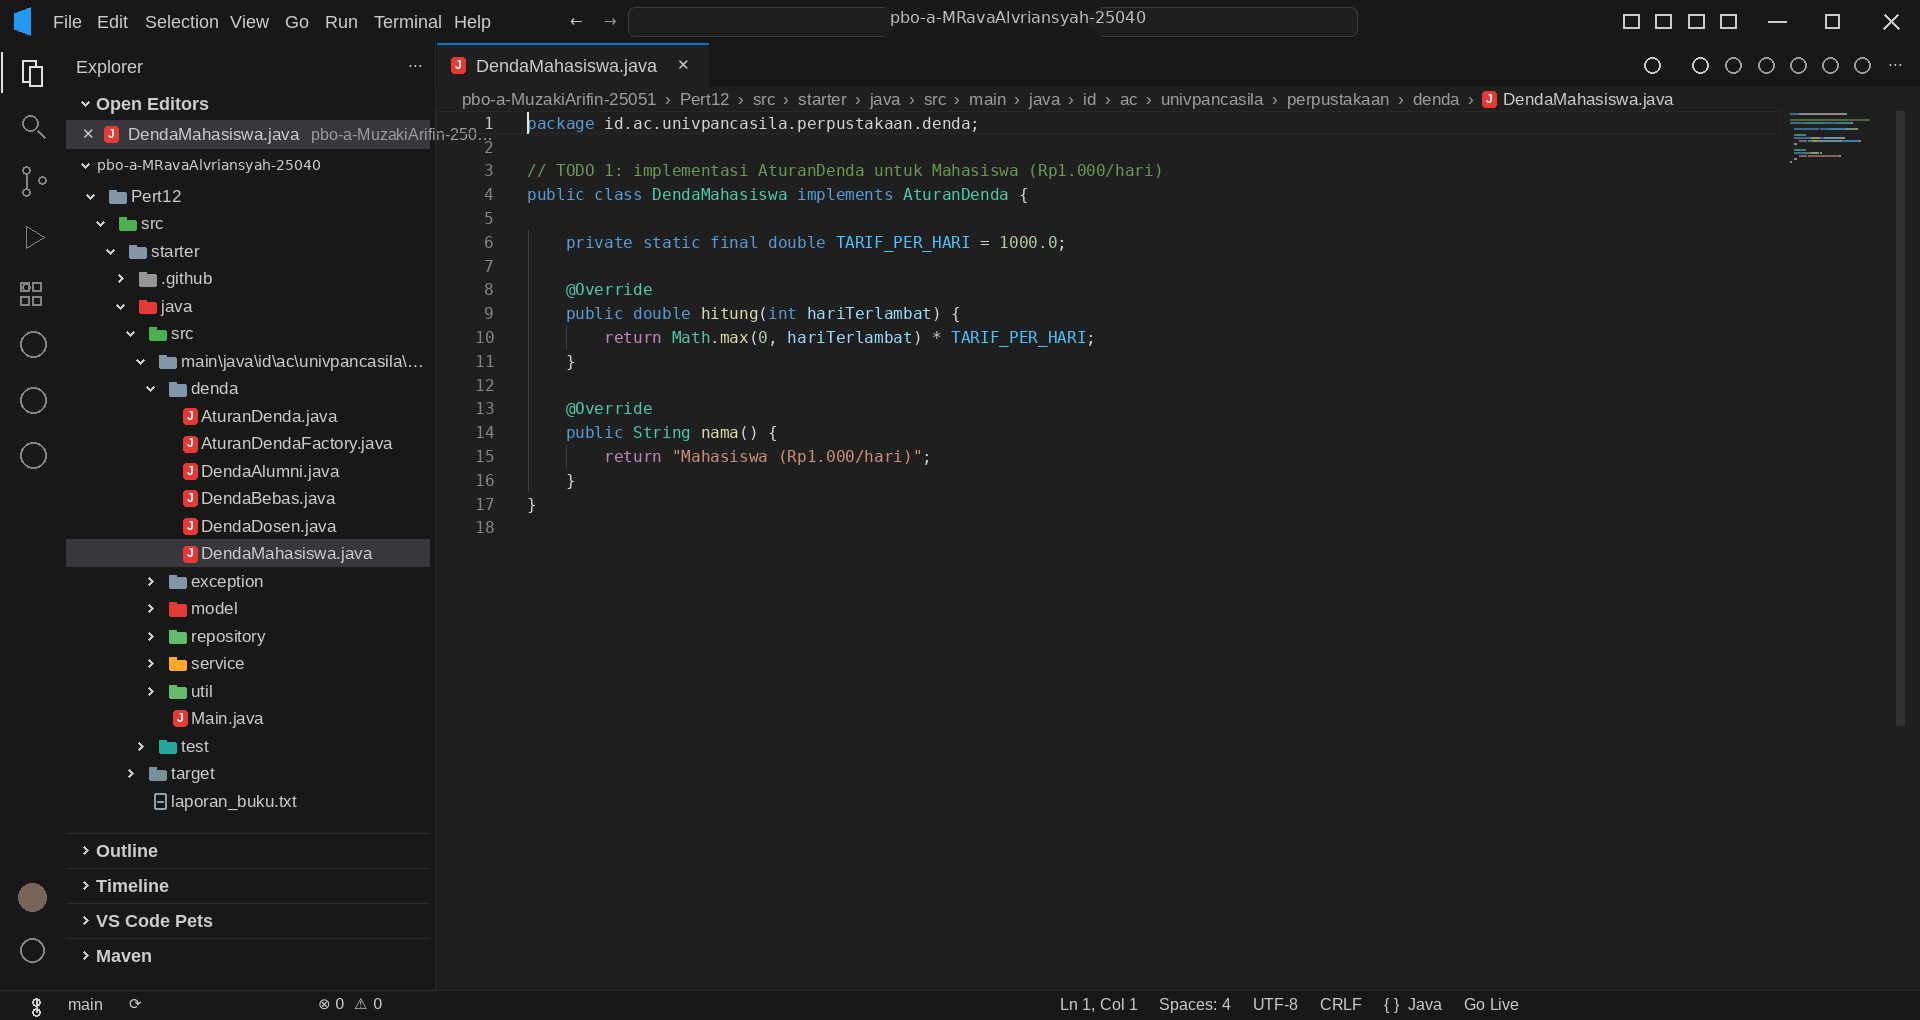 File Edit Selection View Go Run Terminal Help ← → pbo-a-MRavaAlvriansyah-25040
Explorer ···
Open Editors
× J DendaMahasiswa.java pbo-a-MuzakiArifin-250...
pbo-a-MRavaAlvriansyah-25040
Pert12
src
starter
.github
java
src
main\java\id\ac\univpancasila\...
denda
J AturanDenda.java
J AturanDendaFactory.java
J DendaAlumni.java
J DendaBebas.java
J DendaDosen.java
J DendaMahasiswa.java
exception
model
repository
service
util
J Main.java
test
target
laporan_buku.txt
Outline
Timeline
VS Code Pets
Maven
J DendaMahasiswa.java × ···
pbo-a-MuzakiArifin-25051 › Pert12 › src › starter › java › src › main › java › id › ac › univpancasila › perpustakaan › denda › J DendaMahasiswa.java
1 package id.ac.univpancasila.perpustakaan.denda;
2
3 // TODO 1: implementasi AturanDenda untuk Mahasiswa (Rp1.000/hari)
4 public class DendaMahasiswa implements AturanDenda {
5
6 private static final double TARIF_PER_HARI = 1000.0;
7
8 @Override
9 public double hitung(int hariTerlambat) {
10 return Math.max(0, hariTerlambat) * TARIF_PER_HARI;
11 }
12
13 @Override
14 public String nama() {
15 return "Mahasiswa (Rp1.000/hari)";
16 }
17 }
18
main ⟳ ⊗ 0 ⚠ 0 Ln 1, Col 1 Spaces: 4 UTF-8 CRLF { } Java Go Live